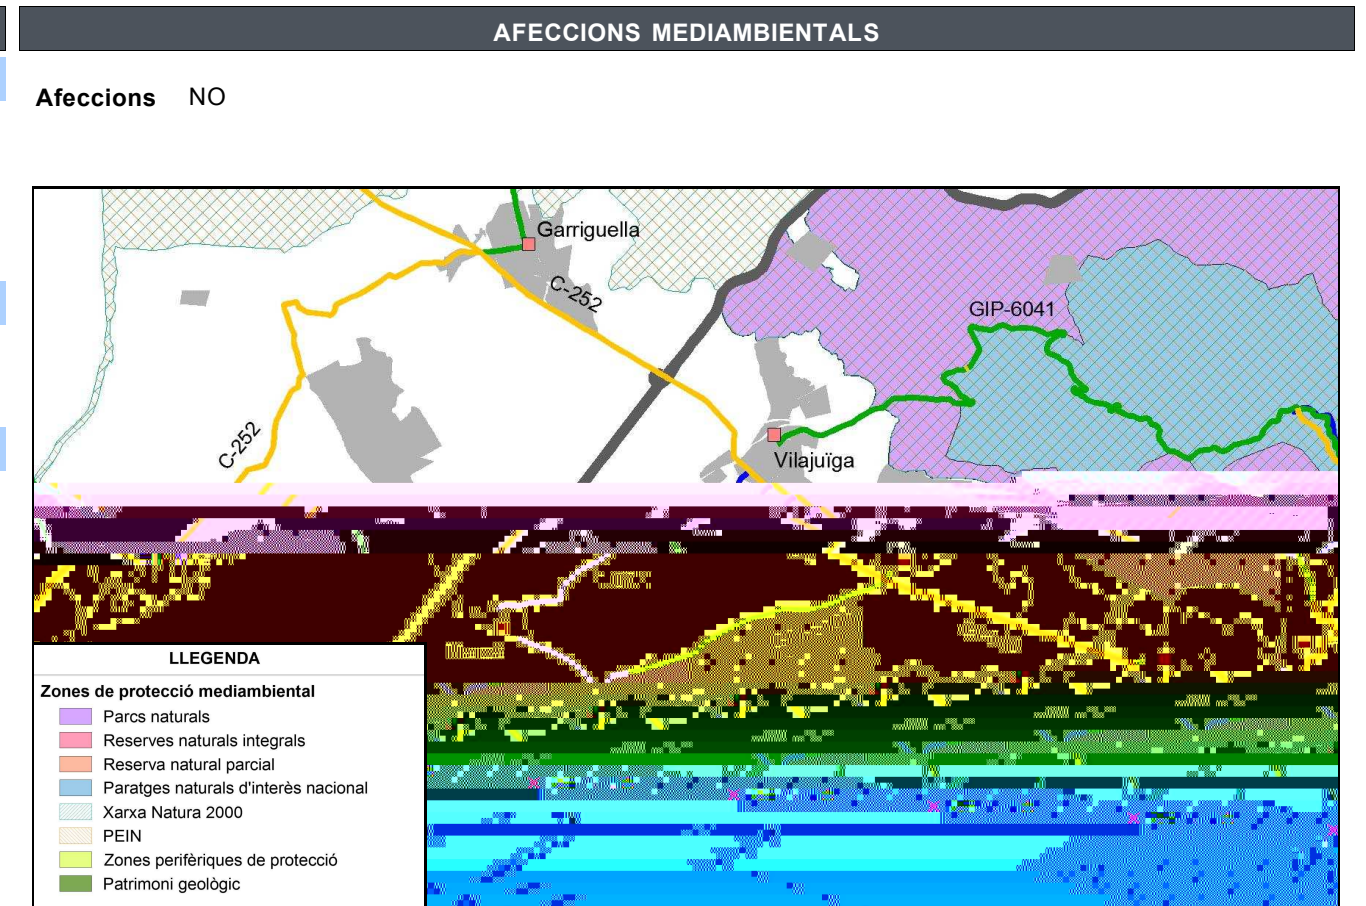 AFECCIONS MEDIAMBIENTALS
Afeccions NO
Garriguella
C-252
GIP-6041
C-252
Vilajuïga
LLEGENDA
Zones de protecció mediambiental
Parcs naturals
Reserves naturals integrals
Reserva natural parcial
Paratges naturals d'interès nacional
Xarxa Natura 2000
PEIN
Zones perifèriques de protecció
Patrimoni geològic